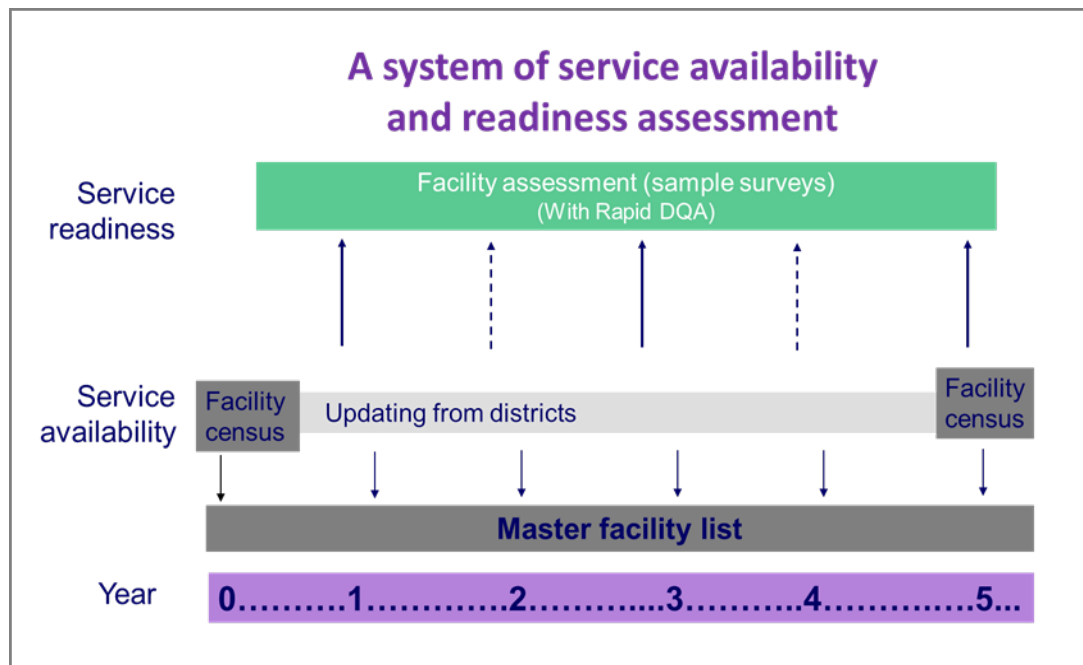 A system of service availability
and readiness assessment
Service
readiness
Facility assessment (sample surveys)
(With Rapid DQA)
Service
availability
Facility
census
Updating from districts
Facility
census
Master facility list
Year
0..........1............2............3..........4..............5...